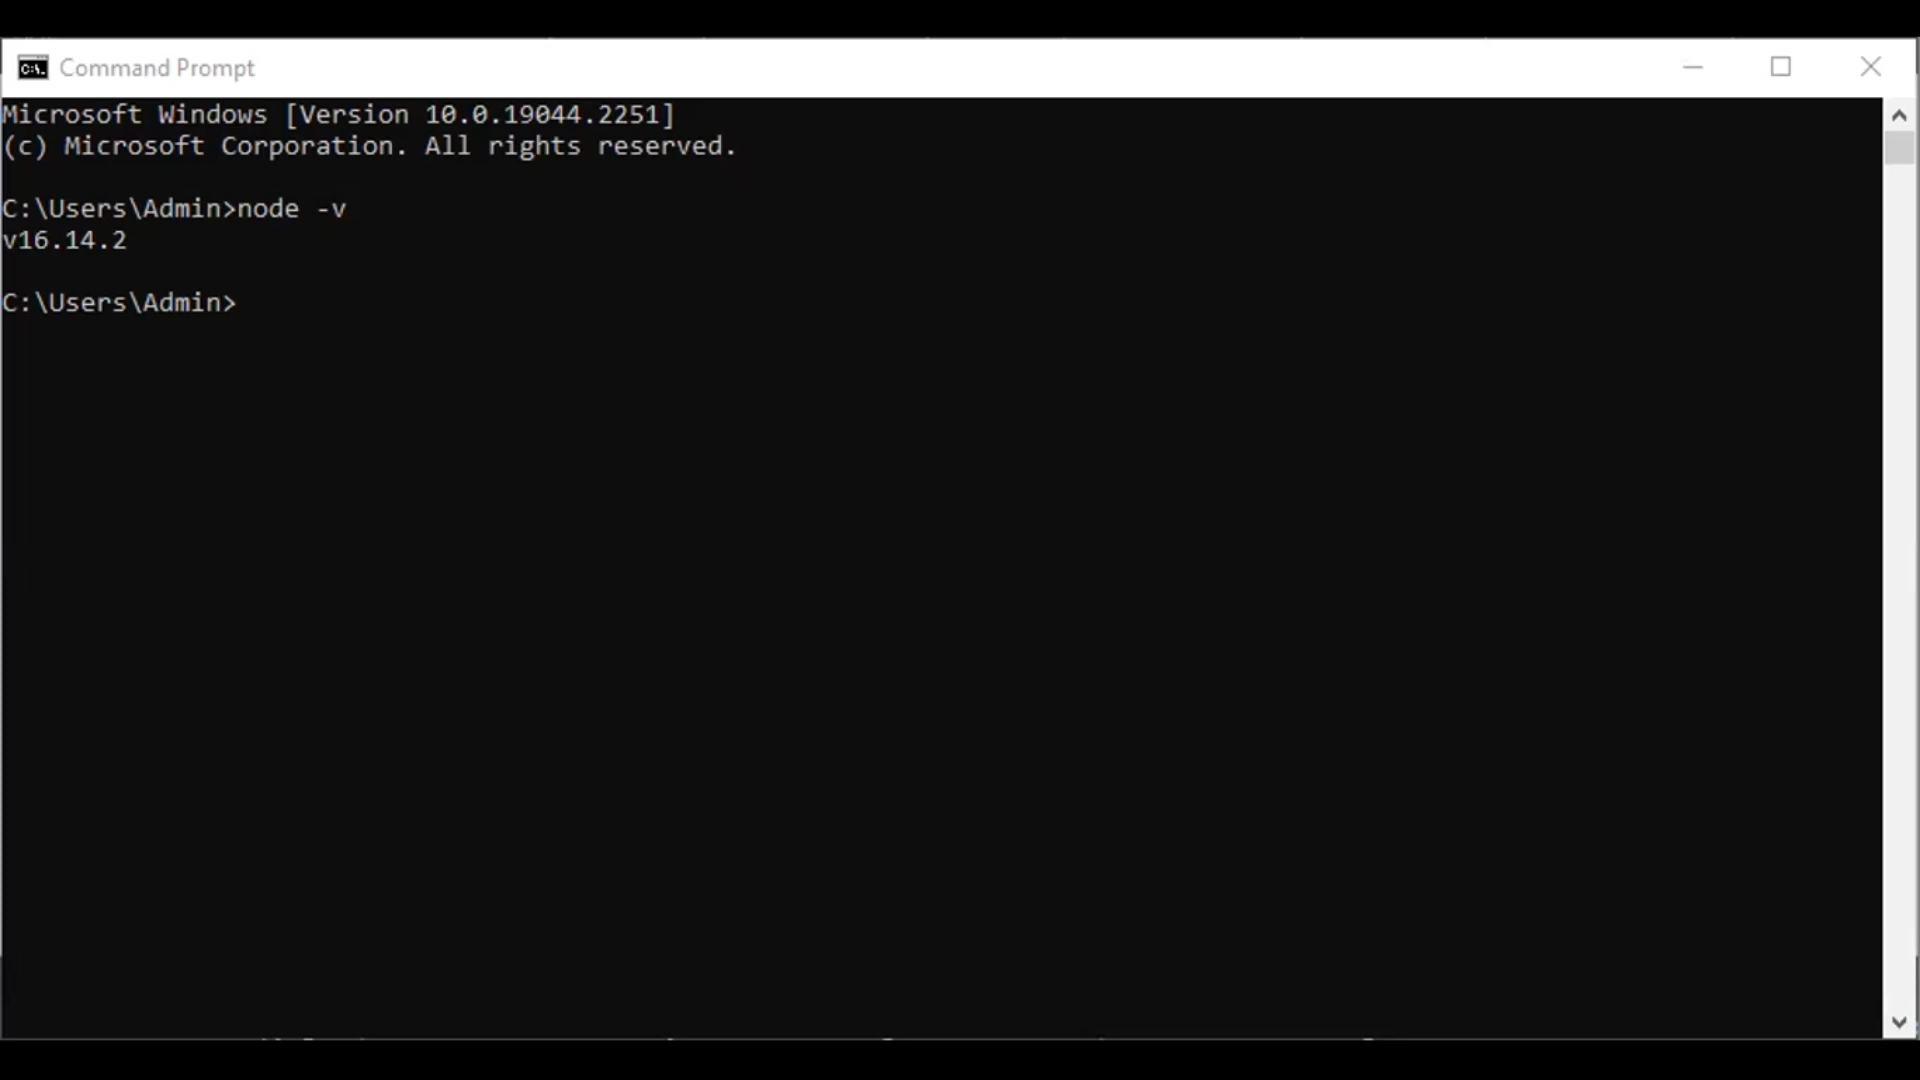 Command Prompt
Microsoft Windows [Version 10.0.19044.2251]
(c) Microsoft Corporation. All rights reserved.
C:\Users\Admin>node -v
v16.14.2
C:\Users\Admin>